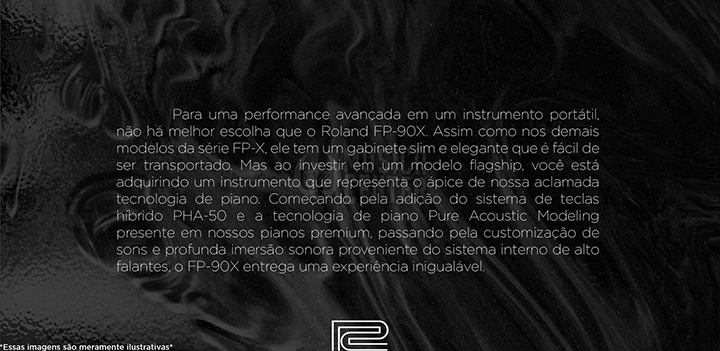 Para uma performance avançada em um instrumento portátil,
não há melhor escolha que o Roland FP-90X. Assim como nos demais
modelos da série FP-X, ele tem um gabinete slim e elegante que é fácil de
ser transportado. Mas ao investir em um modelo flagship, você está
adquirindo um instrumento que representa o ápice de nossa aclamada
tecnologia de piano. Começando pela adição do sistema de teclas
híbrido PHA-50 e a tecnologia de piano Pure Acoustic Modeling
presente em nossos pianos premium, passando pela customização de
sons e profunda imersão sonora proveniente do sistema interno de alto
falantes, o FP-90X entrega uma experiência inigualável.
*Essas imagens são meramente ilustrativas*